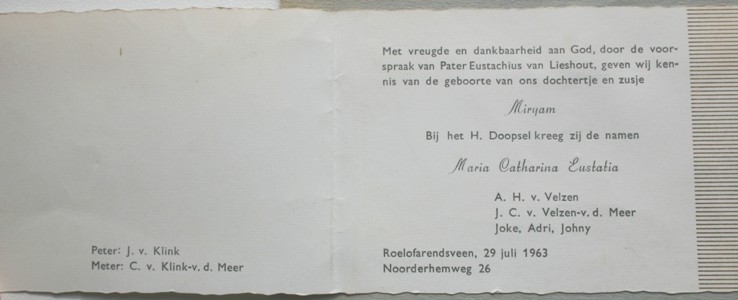 Met vreugde en dankbaarheid aan God, door de voor-
spraak van Pater Eustachius van Lieshout, geven wij ken-
nis van de geboorte van ons dochtertje en zusje
Miryam
Bij het H. Doopsel kreeg zij de namen
Maria Catharina Eustatia
A. H. v. Velzen
J. C. v. Velzen-v. d. Meer
Joke, Adri, Johny
Roelofarendsveen, 29 juli 1963
Noorderhemweg 26
Peter: J. v. Klink
Meter: C. v. Klink-v. d. Meer